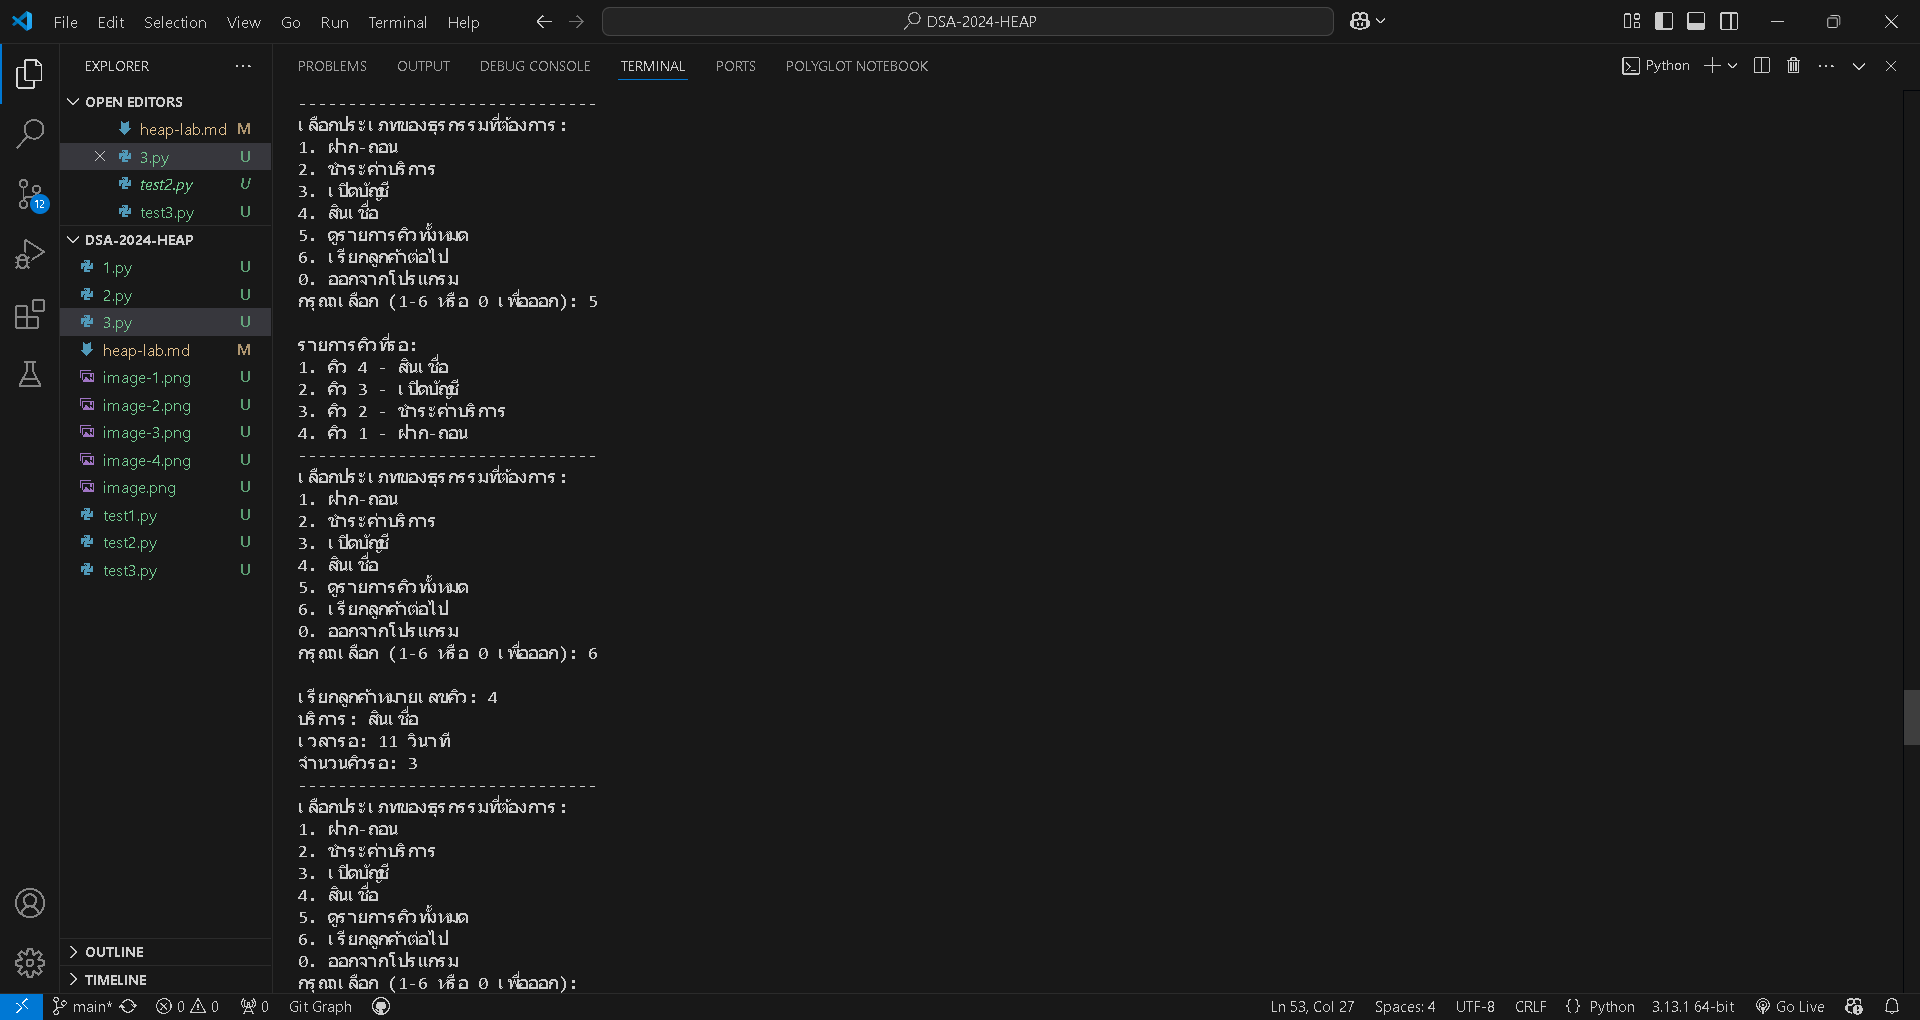 File Edit Selection View Go Run Terminal Help
DSA-2024-HEAP
EXPLORER
OPEN EDITORS
heap-lab.md M
3.py U
test2.py U
test3.py U
DSA-2024-HEAP
1.py U
2.py U
3.py U
heap-lab.md M
image-1.png U
image-2.png U
image-3.png U
image-4.png U
image.png U
test1.py U
test2.py U
test3.py U
12
OUTLINE
TIMELINE
PROBLEMS OUTPUT DEBUG CONSOLE TERMINAL PORTS POLYGLOT NOTEBOOK
Python
------------------------------
เลือกประเภทของธุรกรรมที่ต้องการ:
1. ฝาก-ถอน
2. ชำระค่าบริการ
3. เปิดบัญชี
4. สินเชื่อ
5. ดูรายการคิวทั้งหมด
6. เรียกลูกค้าต่อไป
0. ออกจากโปรแกรม
กรุณาเลือก (1-6 หรือ 0 เพื่อออก): 5
รายการคิวที่รอ:
1. คิว 4 - สินเชื่อ
2. คิว 3 - เปิดบัญชี
3. คิว 2 - ชำระค่าบริการ
4. คิว 1 - ฝาก-ถอน
------------------------------
เลือกประเภทของธุรกรรมที่ต้องการ:
1. ฝาก-ถอน
2. ชำระค่าบริการ
3. เปิดบัญชี
4. สินเชื่อ
5. ดูรายการคิวทั้งหมด
6. เรียกลูกค้าต่อไป
0. ออกจากโปรแกรม
กรุณาเลือก (1-6 หรือ 0 เพื่อออก): 6
เรียกลูกค้าหมายเลขคิว: 4
บริการ: สินเชื่อ
เวลารอ: 11 วินาที
จำนวนคิวรอ: 3
------------------------------
เลือกประเภทของธุรกรรมที่ต้องการ:
1. ฝาก-ถอน
2. ชำระค่าบริการ
3. เปิดบัญชี
4. สินเชื่อ
5. ดูรายการคิวทั้งหมด
6. เรียกลูกค้าต่อไป
0. ออกจากโปรแกรม
กรุณาเลือก (1-6 หรือ 0 เพื่อออก):
main* 0 0 0 Git Graph Ln 53, Col 27 Spaces: 4 UTF-8 CRLF {} Python 3.13.1 64-bit Go Live